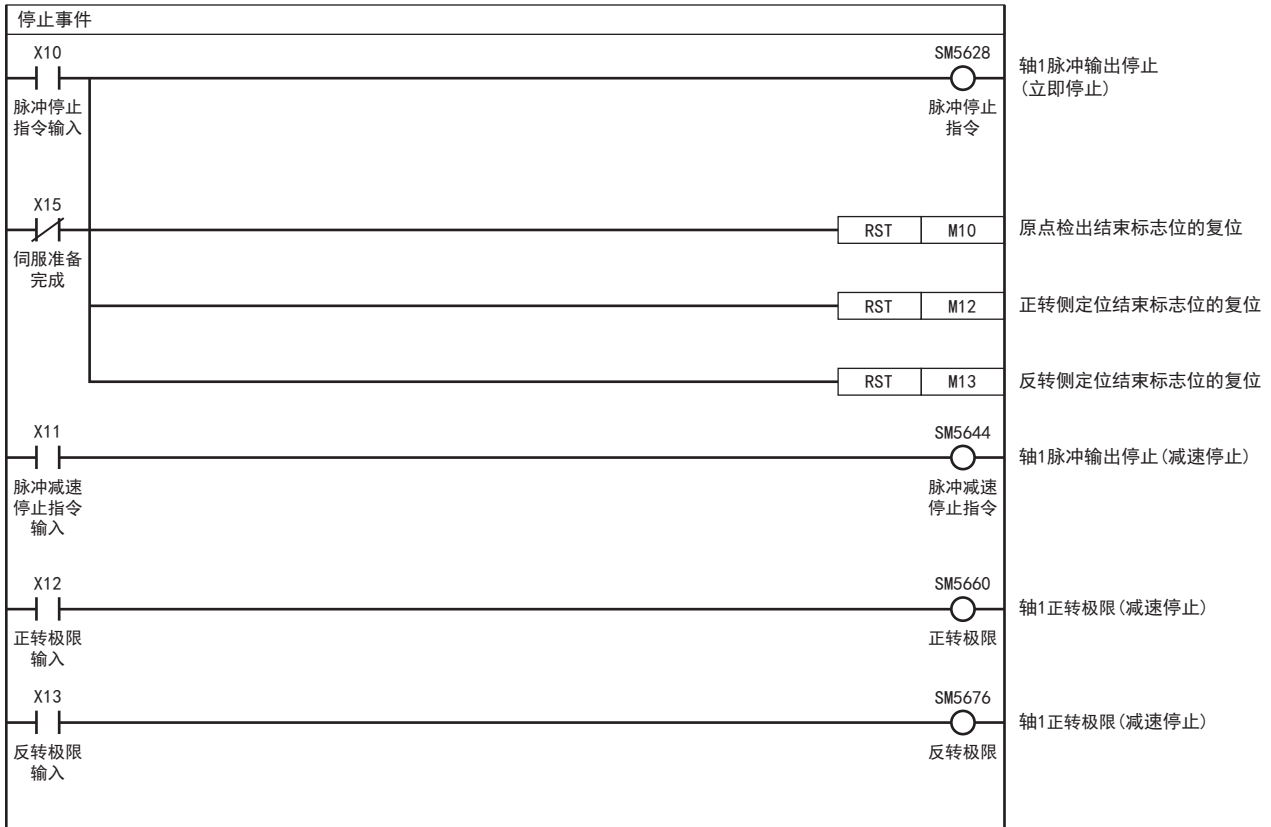 停止事件
X10
脉冲停止
指令输入
SM5628
脉冲停止
指令
轴1脉冲输出停止
(立即停止)
X15
伺服准备
完成
RST M10
原点检出结束标志位的复位
RST M12
正转侧定位结束标志位的复位
RST M13
反转侧定位结束标志位的复位
X11
脉冲减速
停止指令
输入
SM5644
脉冲减速
停止指令
轴1脉冲输出停止(减速停止)
X12
正转极限
输入
SM5660
正转极限
轴1正转极限(减速停止)
X13
反转极限
输入
SM5676
反转极限
轴1正转极限(减速停止)